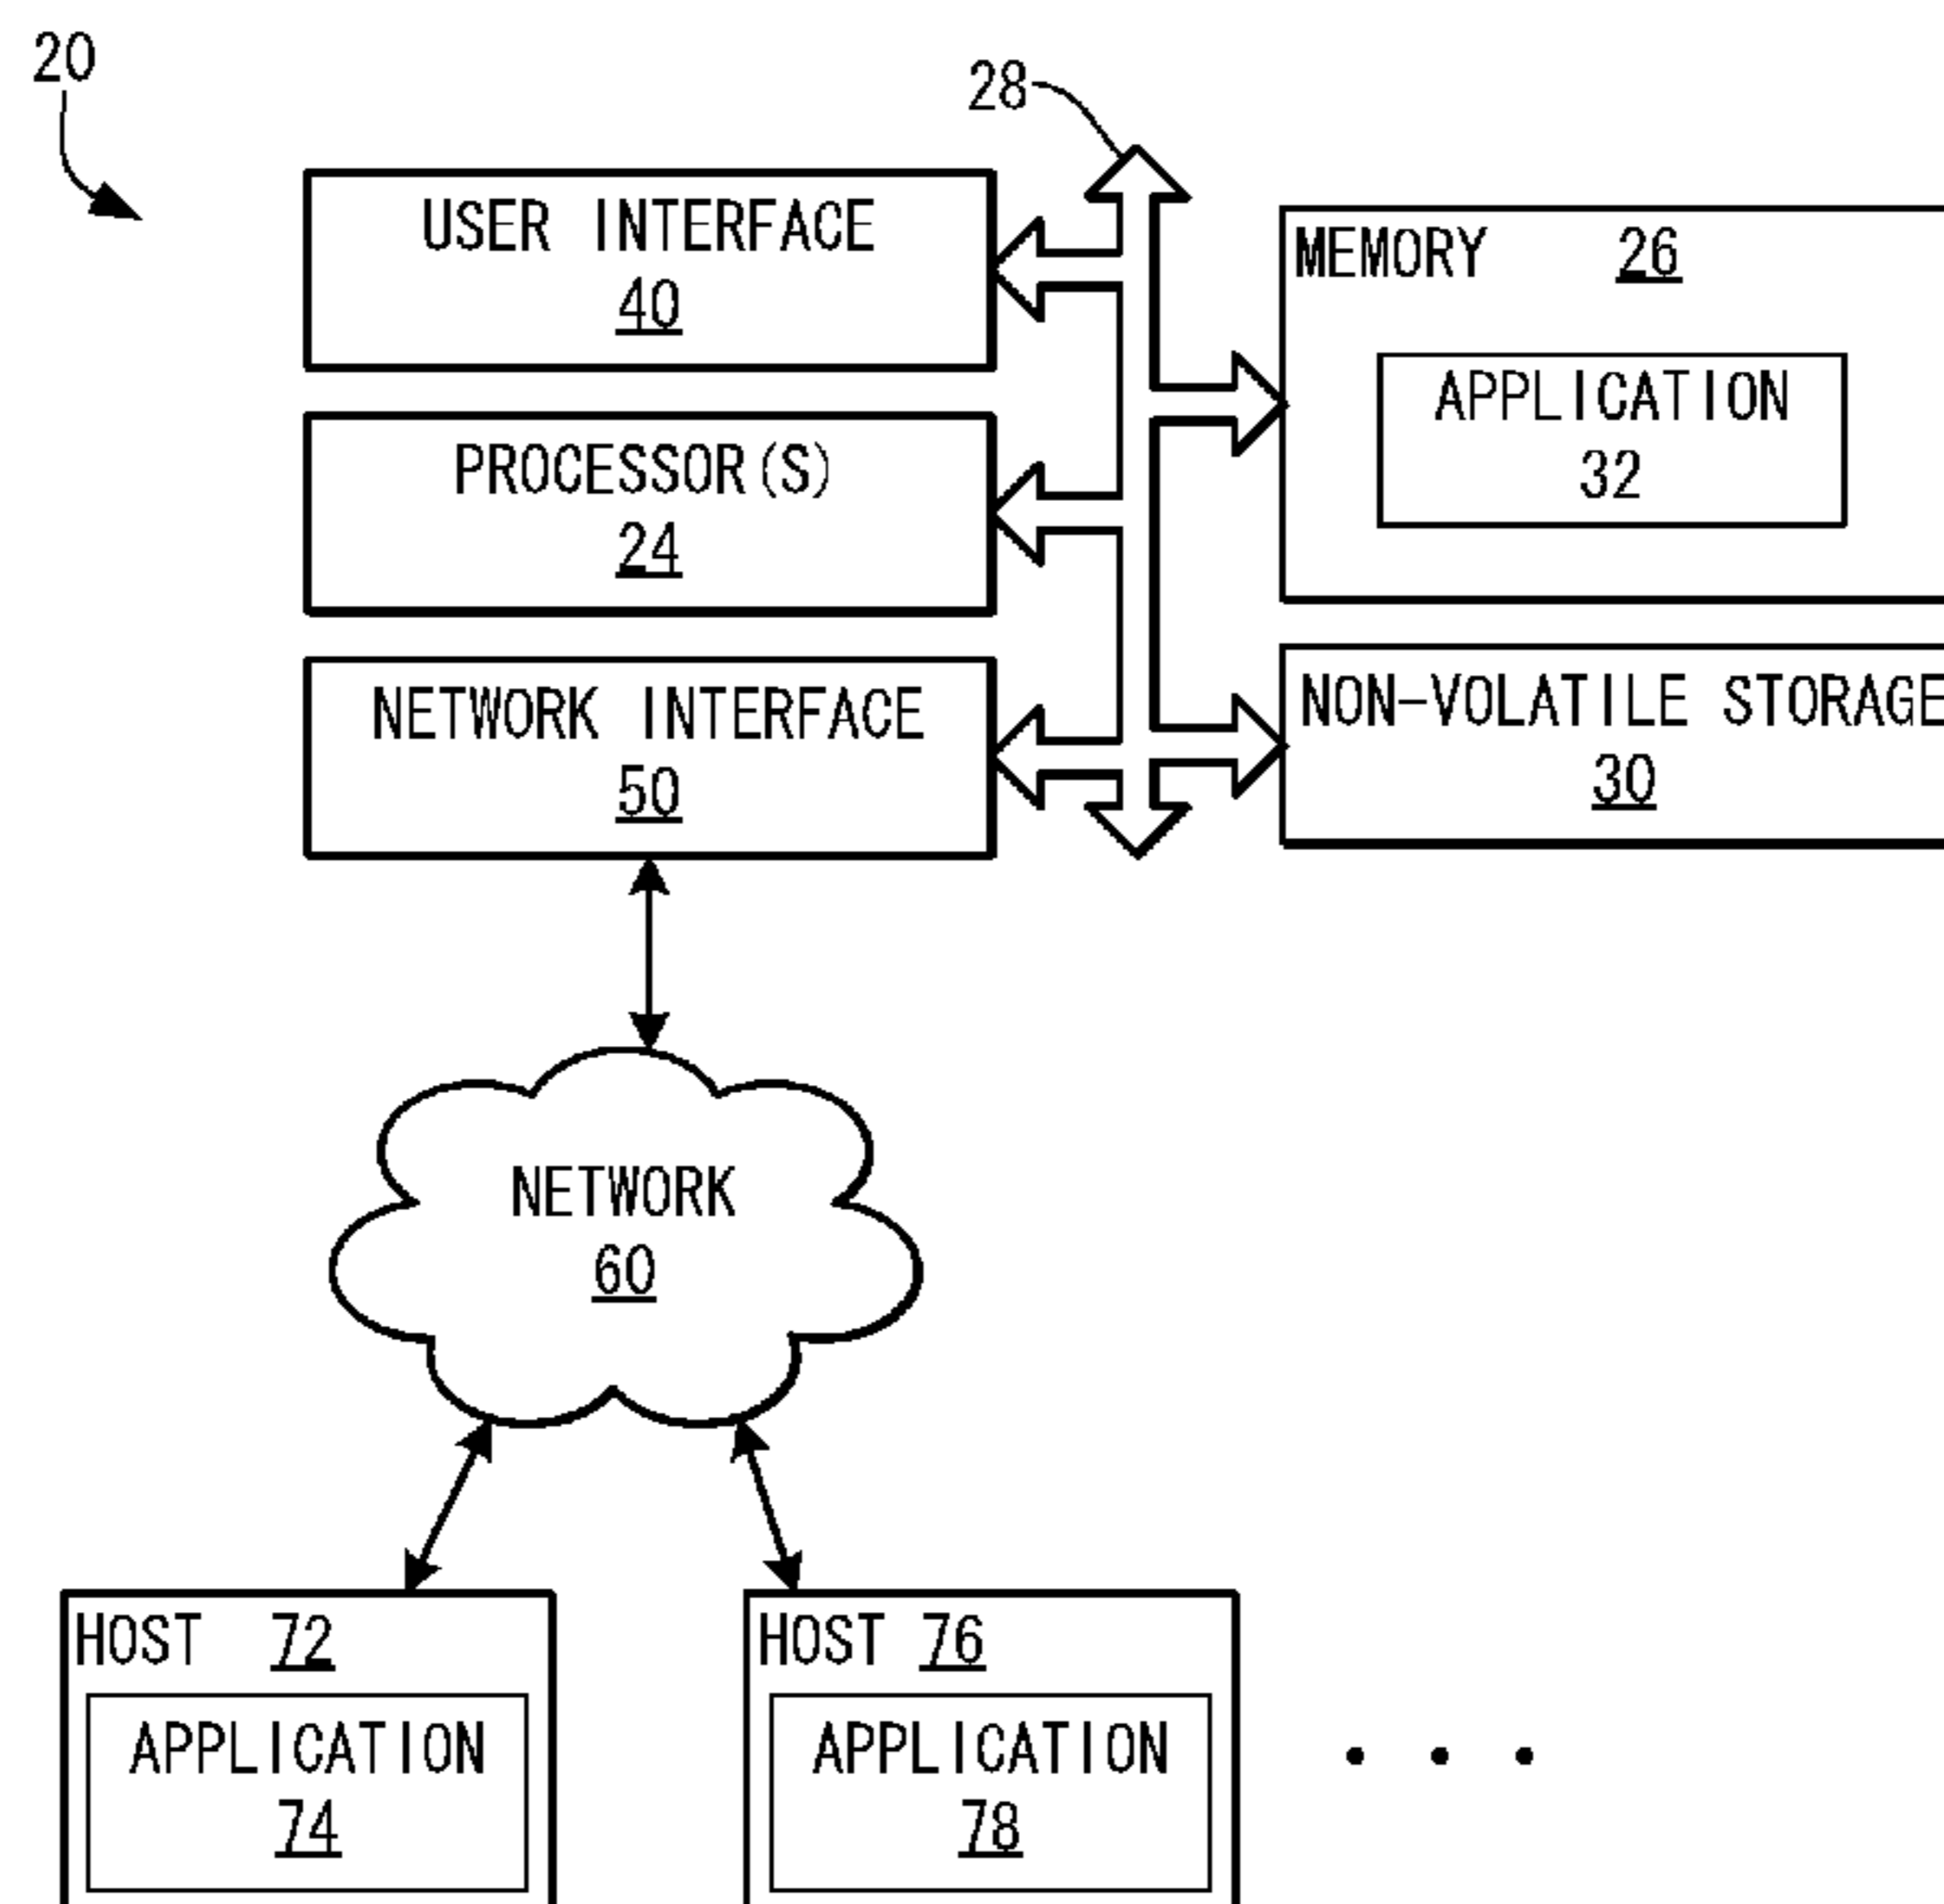 20
28
USER INTERFACE
40
MEMORY 26
APPLICATION
32
PROCESSOR(S)
24
NETWORK INTERFACE
50
NON-VOLATILE STORAGE
30
NETWORK
60
HOST 72
APPLICATION
74
HOST 76
APPLICATION
78
. . .